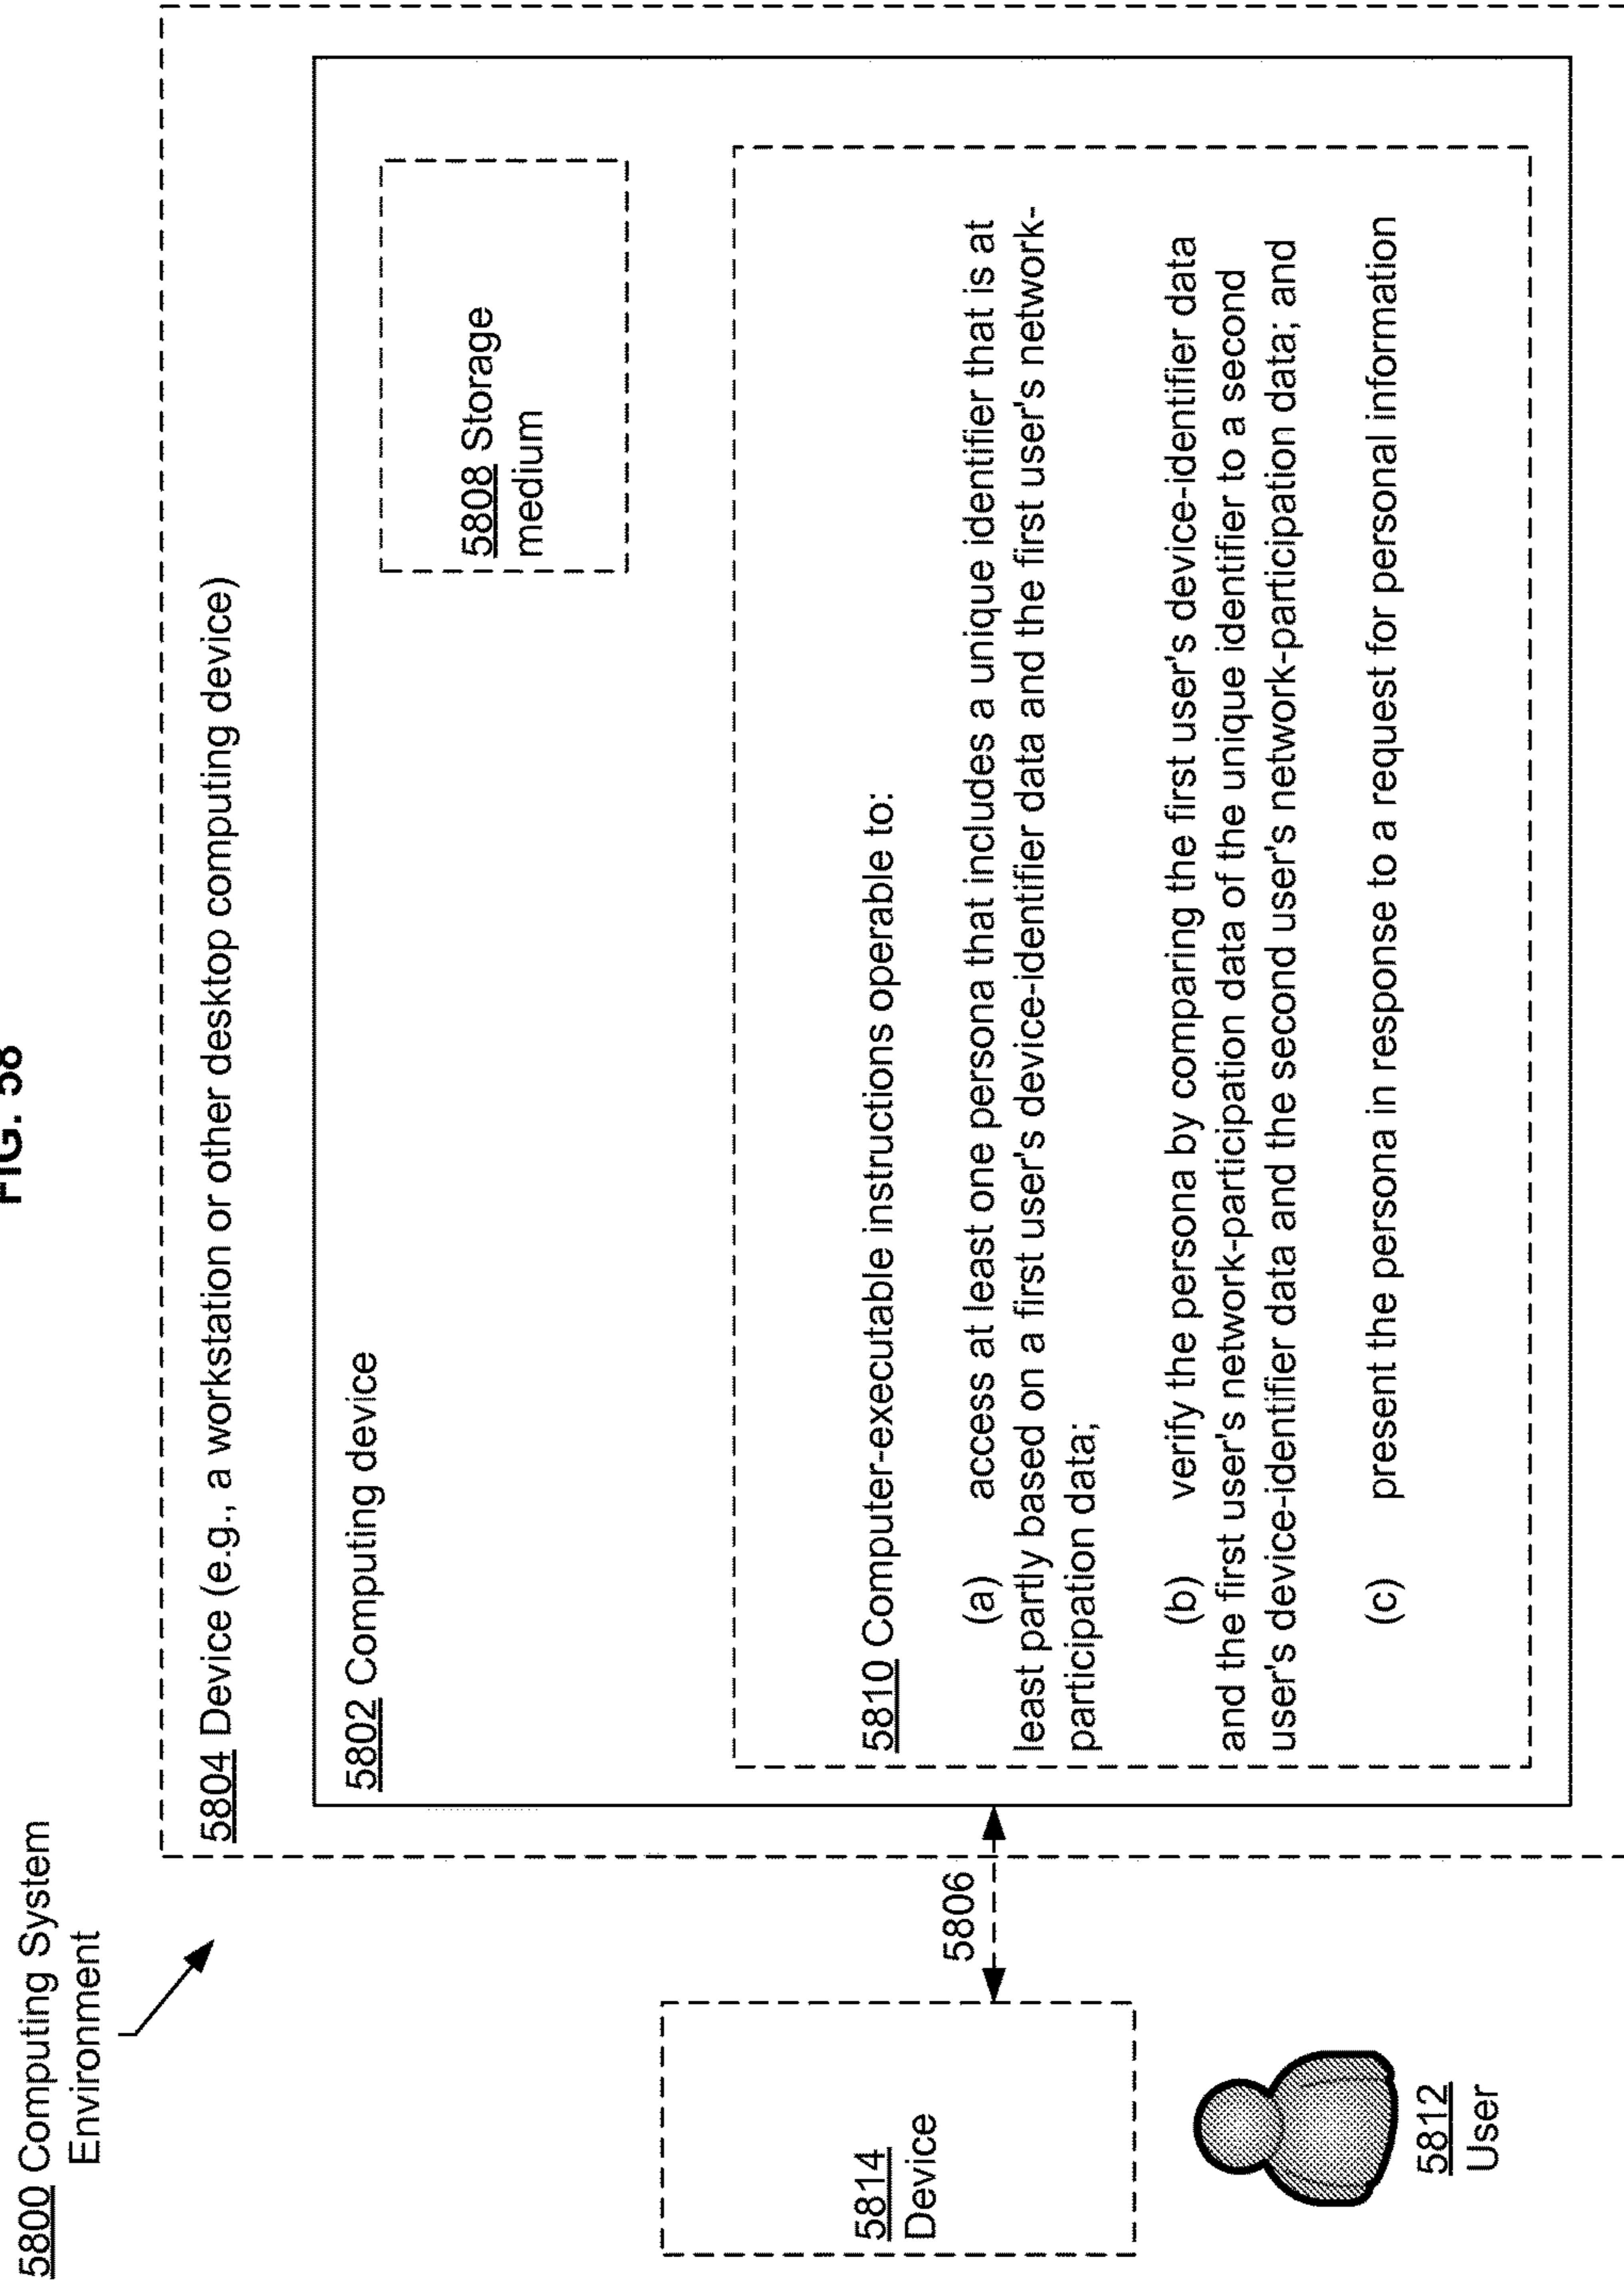 FIG. 58
5800 Computing System
Environment
5804 Device (e.g., a workstation or other desktop computing device)
5802 Computing device
5808 Storage
medium
5810 Computer-executable instructions operable to:
(a) access at least one persona that includes a unique identifier that is at
least partly based on a first user's device-identifier data and the first user's network-
participation data;
(b) verify the persona by comparing the first user's device-identifier data
and the first user's network-participation data of the unique identifier to a second
user's device-identifier data and the second user's network-participation data; and
(c) present the persona in response to a request for personal information
5806
5814
Device
5812
User